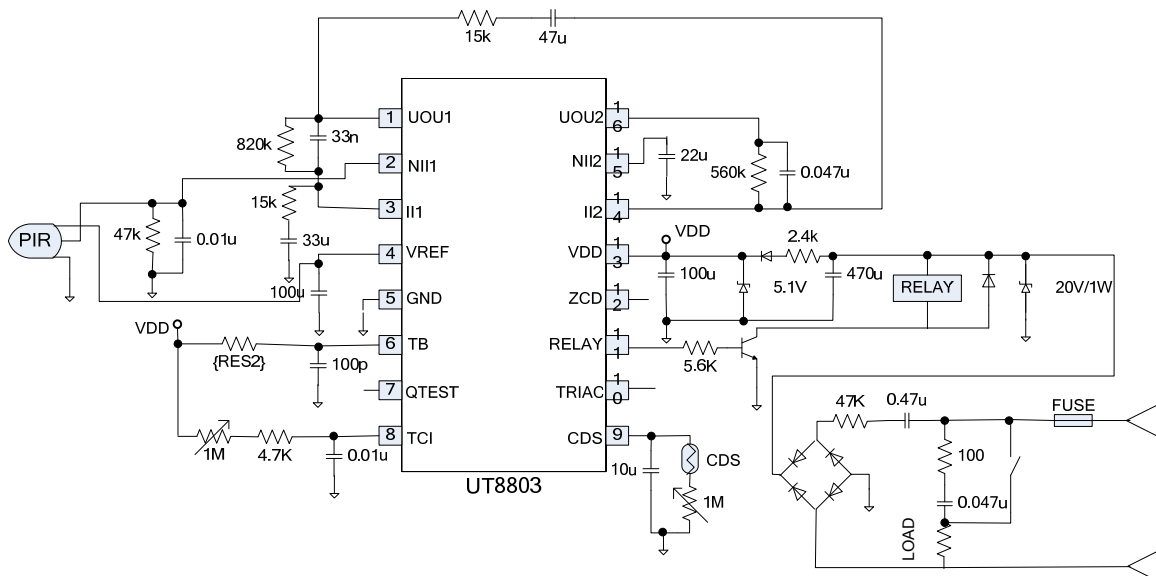 15k
47u
1
UOU1
820k
33n
2
NII1
15k
3
II1
PIR
47k
0.01u
33u
4
VREF
100u
5
GND
VDD
{RES2}
6
TB
100p
7
QTEST
1M
4.7K
0.01u
8
TCI
UT8803
UOU2
16
NII2
15
22u
560k
0.047u
II2
14
VDD
13
VDD
100u
5.1V
2.4k
470u
RELAY
20V/1W
ZCD
12
RELAY
11
5.6K
TRIAC
10
CDS
9
10u
CDS
1M
47K
0.47u
FUSE
100
0.047u
LOAD